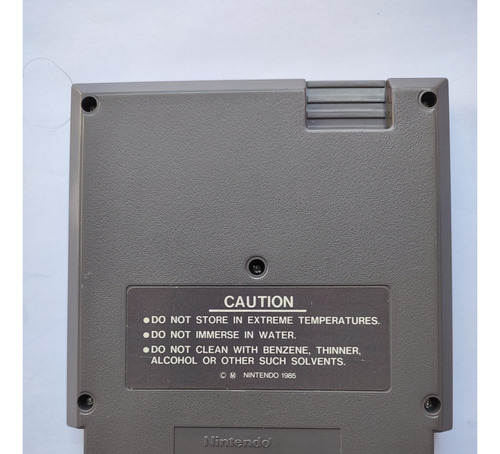 CAUTION
●DO NOT STORE IN EXTREME TEMPERATURES.
●DO NOT IMMERSE IN WATER.
●DO NOT CLEAN WITH BENZENE, THINNER,
ALCOHOL OR OTHER SUCH SOLVENTS.
© Ⓜ NINTENDO 1985
Nintendo